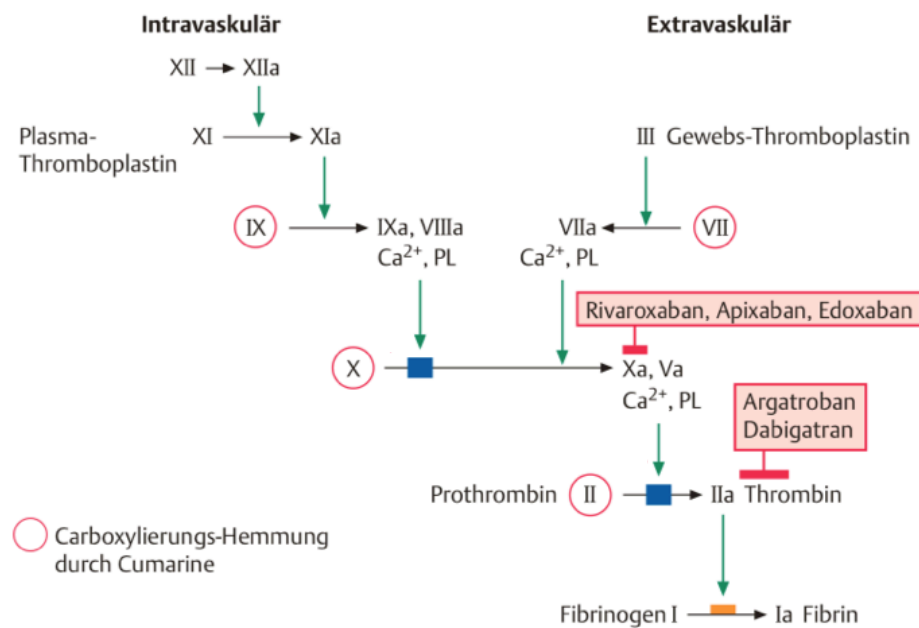 Intravaskulär
Extravaskulär
XII
XIIa
Plasma-
Thromboplastin
XI
XIa
III Gewebs-Thromboplastin
IX
IXa, VIIIa
Ca²⁺, PL
VIIa
Ca²⁺, PL
VII
Rivaroxaban, Apixaban, Edoxaban
X
Xa, Va
Ca²⁺, PL
Argatroban
Dabigatran
Prothrombin
II
IIa Thrombin
Carboxylierungs-Hemmung
durch Cumarine
Fibrinogen I
Ia Fibrin